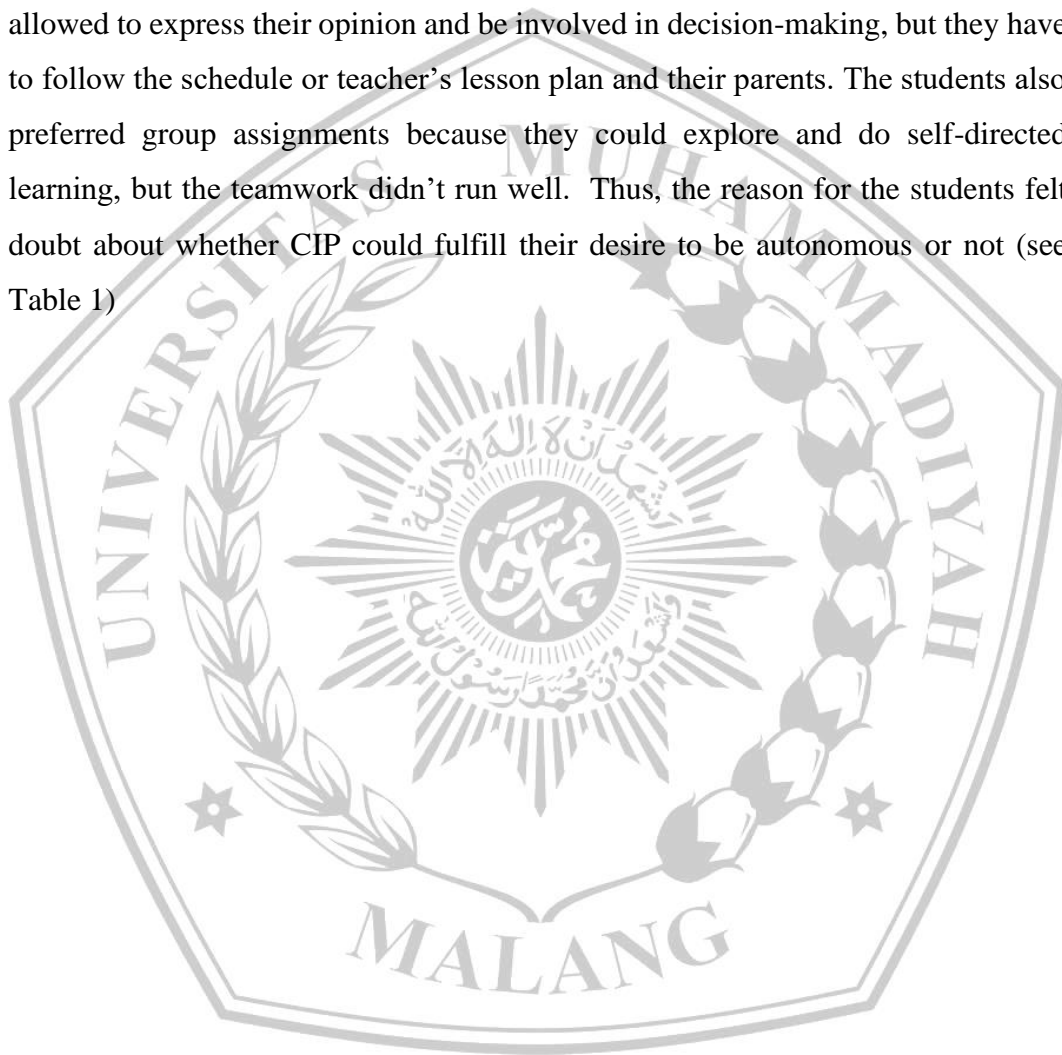 allowed to express their opinion and be involved in decision-making, but they have
to follow the schedule or teacher’s lesson plan and their parents. The students also
preferred group assignments because they could explore and do self-directed
learning, but the teamwork didn’t run well.  Thus, the reason for the students felt
doubt about whether CIP could fulfill their desire to be autonomous or not (see
Table 1)
UNIVERSITAS MUHAMMADIYAH
MALANG